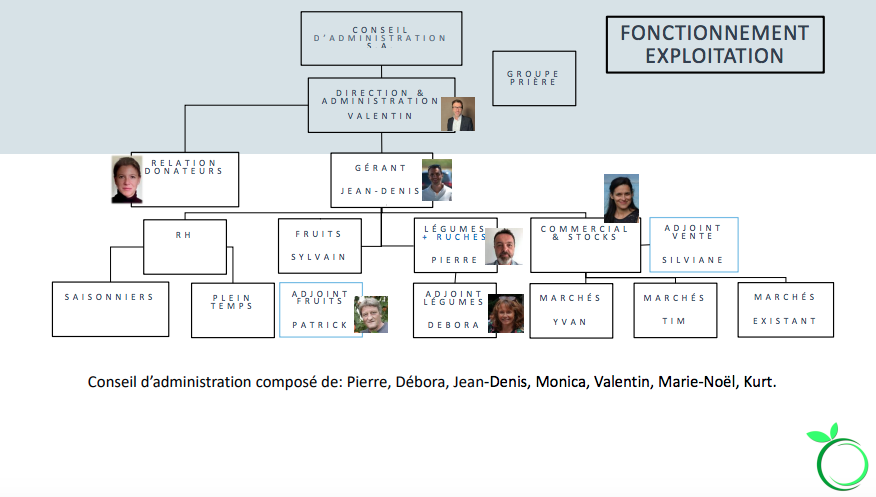 CONSEIL
D'ADMINISTRATION
S A
FONCTIONNEMENT
EXPLOITATION
GROUPE
PRIÈRE
DIRECTION &
ADMINISTRATION
VALENTIN
RELATION
DONATEURS
GÉRANT
JEAN-DENIS
RH
FRUITS
SYLVAIN
LÉGUMES
+ RUCHES
PIERRE
COMMERCIAL
& STOCKS
ADJOINT
VENTE
SILVIANE
SAISONNIERS
PLEIN
TEMPS
ADJOINT
FRUITS
PATRICK
ADJOINT
LÉGUMES
DEBORA
MARCHÉS
YVAN
MARCHÉS
TIM
MARCHÉS
EXISTANT
Conseil d'administration composé de: Pierre, Débora, Jean-Denis, Monica, Valentin, Marie-Noël, Kurt.